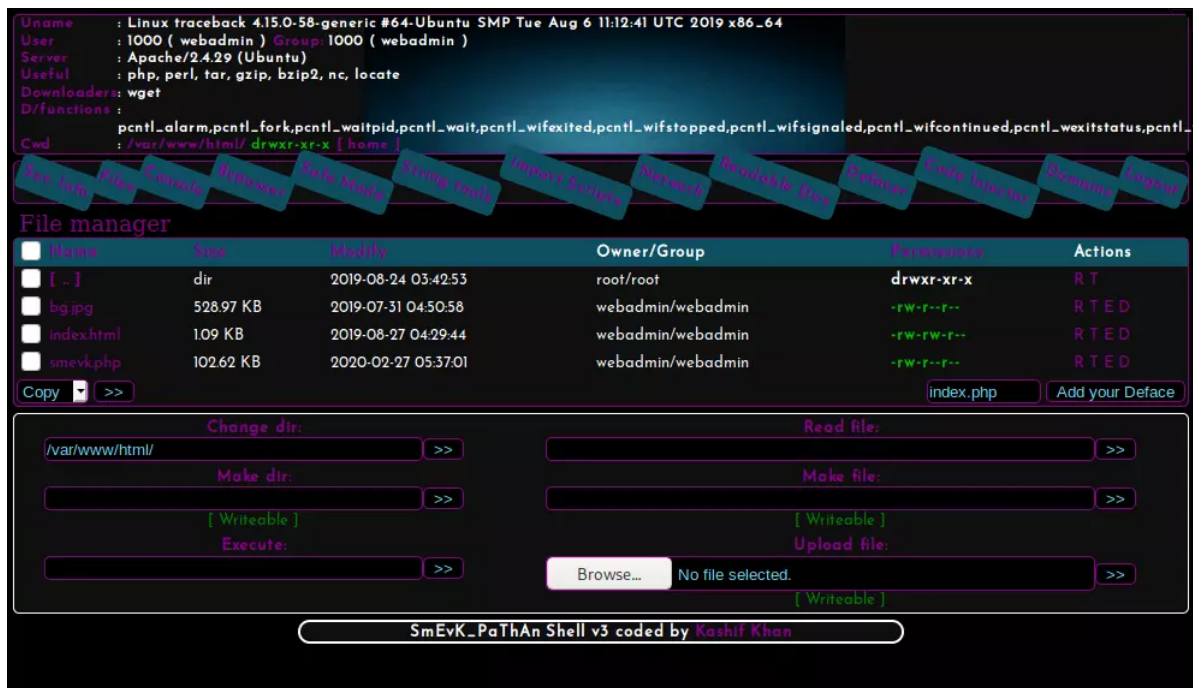 Uname : Linux traceback 4.15.0-58-generic #64-Ubuntu SMP Tue Aug 6 11:12:41 UTC 2019 x86_64
User : 1000 ( webadmin ) Group: 1000 ( webadmin )
Server : Apache/2.4.29 (Ubuntu)
Useful : php, perl, tar, gzip, bzip2, nc, locate
Downloaders: wget
D/functions :
pcntl_alarm,pcntl_fork,pcntl_waitpid,pcntl_wait,pcntl_wifexited,pcntl_wifstopped,pcntl_wifsignaled,pcntl_wifcontinued,pcntl_wexitstatus,pcntl_
Cwd : /var/www/html/ drwxr-xr-x [ home ]
Sec. Info Files Console Bypasser Safe Mode String tools Import Scripts Network Readable Dirs Defacer Code Injector Domains Logout
File manager
Name Size Modify Owner/Group Permissions Actions
[ .. ] dir 2019-08-24 03:42:53 root/root drwxr-xr-x R T
bg.jpg 528.97 KB 2019-07-31 04:50:58 webadmin/webadmin -rw-r--r-- R T E D
index.html 1.09 KB 2019-08-27 04:29:44 webadmin/webadmin -rw-rw-r-- R T E D
smevk.php 102.62 KB 2020-02-27 05:37:01 webadmin/webadmin -rw-r--r-- R T E D
Copy >> index.php Add your Deface
Change dir: Read file:
/var/www/html/ >> >>
Make dir: Make file:
>> >>
[ Writeable ] [ Writeable ]
Execute: Upload file:
>> Browse... No file selected. >>
[ Writeable ]
SmEvK_PaThAn Shell v3 coded by Kashif Khan